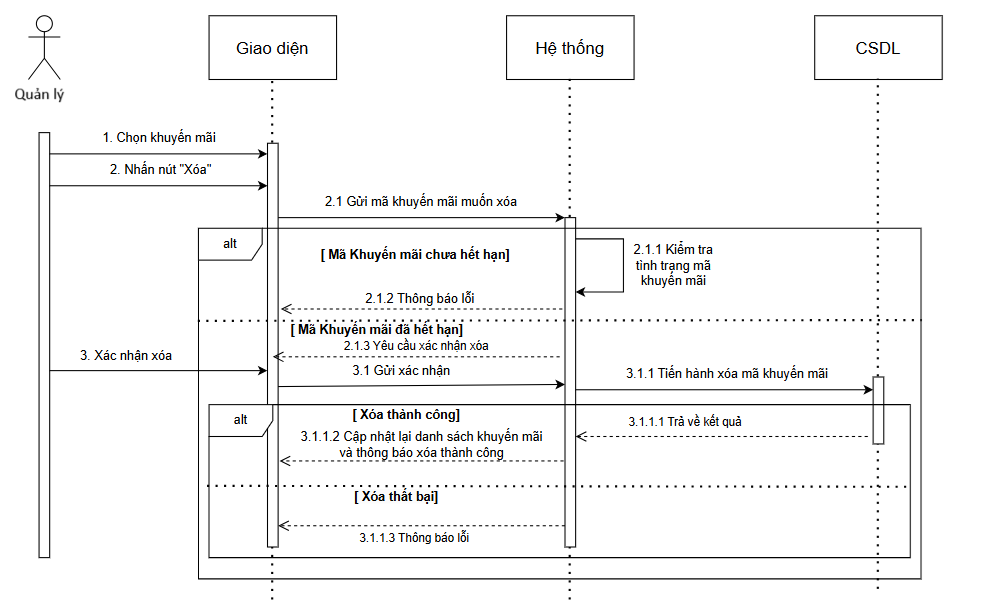 Giao diện
Hệ thống
CSDL
Quản lý
1. Chọn khuyến mãi
2. Nhấn nút "Xóa"
2.1 Gửi mã khuyến mãi muốn xóa
alt
[ Mã Khuyến mãi chưa hết hạn]
2.1.1 Kiểm tra
tình trạng mã
khuyến mãi
2.1.2 Thông báo lỗi
[ Mã Khuyến mãi đã hết hạn]
2.1.3 Yêu cầu xác nhận xóa
3. Xác nhận xóa
3.1 Gửi xác nhận
3.1.1 Tiến hành xóa mã khuyến mãi
alt
[ Xóa thành công]
3.1.1.1 Trả về kết quả
3.1.1.2 Cập nhật lại danh sách khuyến mãi
và thông báo xóa thành công
[ Xóa thất bại]
3.1.1.3 Thông báo lỗi